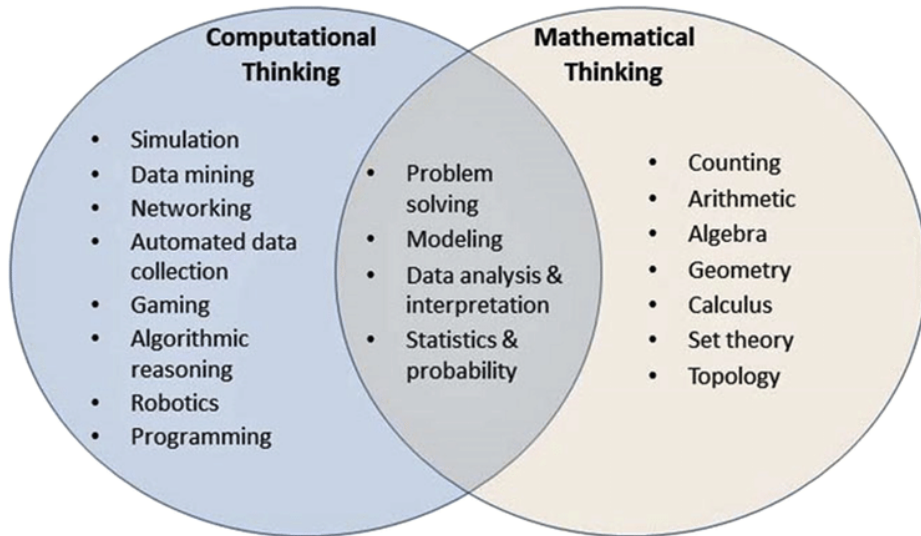 Computational
Thinking
• Simulation
• Data mining
• Networking
• Automated data
collection
• Gaming
• Algorithmic
reasoning
• Robotics
• Programming
• Problem
solving
• Modeling
• Data analysis &
interpretation
• Statistics &
probability
Mathematical
Thinking
• Counting
• Arithmetic
• Algebra
• Geometry
• Calculus
• Set theory
• Topology